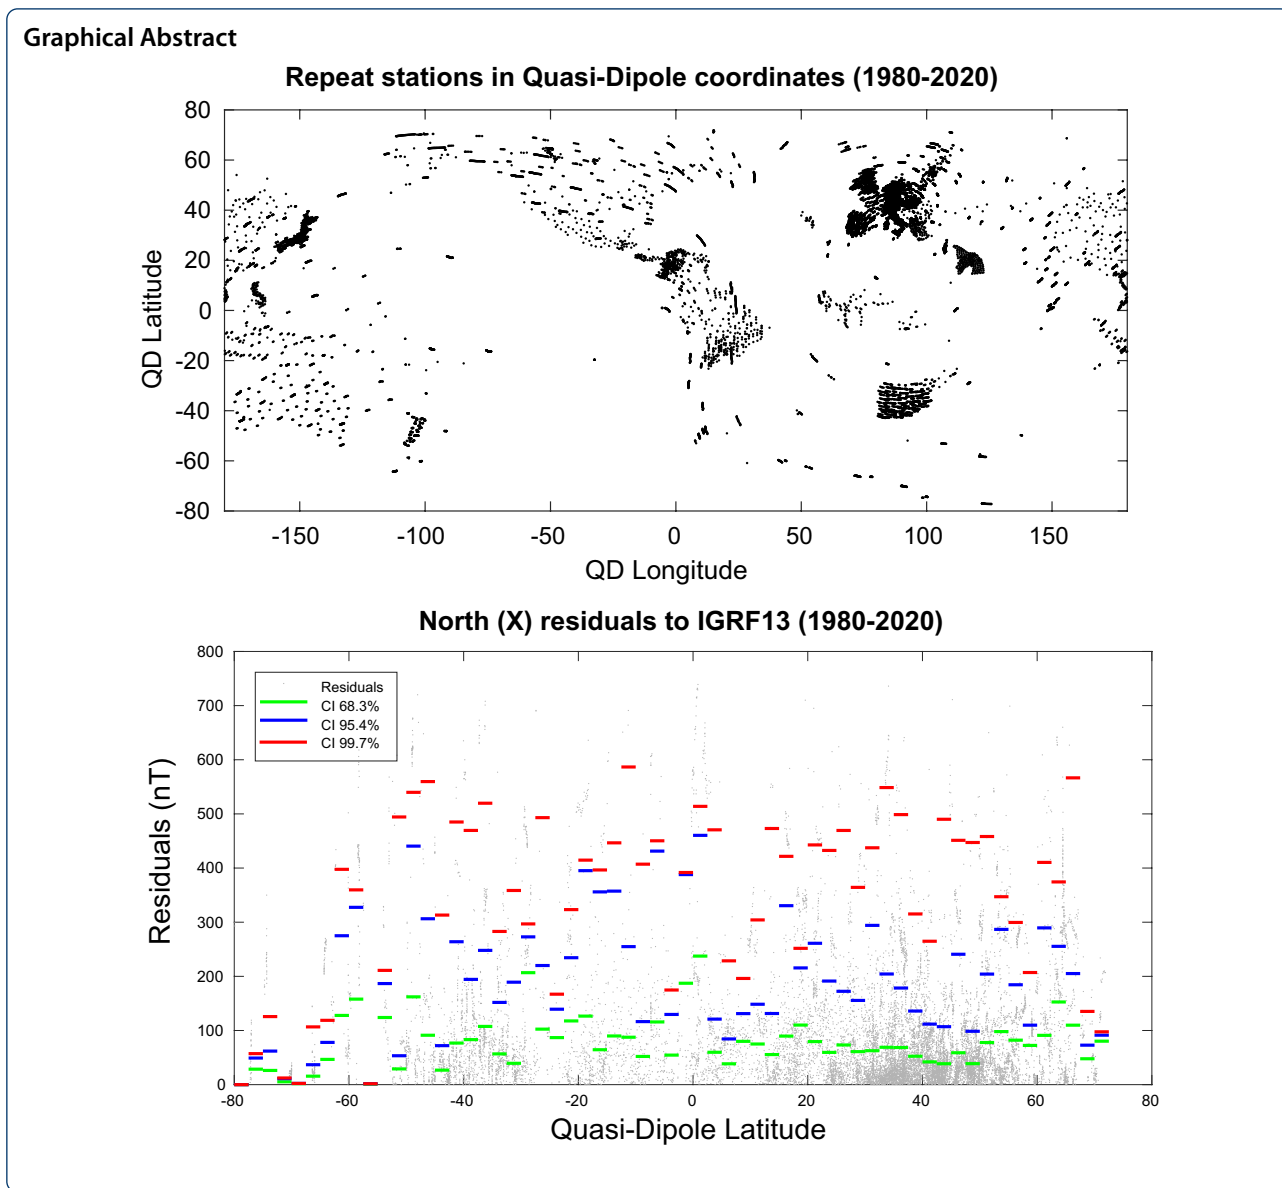 Graphical Abstract
Repeat stations in Quasi-Dipole coordinates (1980-2020)
80
60
40
20
0
-20
-40
-60
-80
QD Latitude
-150 -100 -50 0 50 100 150
QD Longitude
North (X) residuals to IGRF13 (1980-2020)
800
700
600
500
400
300
200
100
0
Residuals (nT)
Residuals
CI 68.3%
CI 95.4%
CI 99.7%
-80 -60 -40 -20 0 20 40 60 80
Quasi-Dipole Latitude